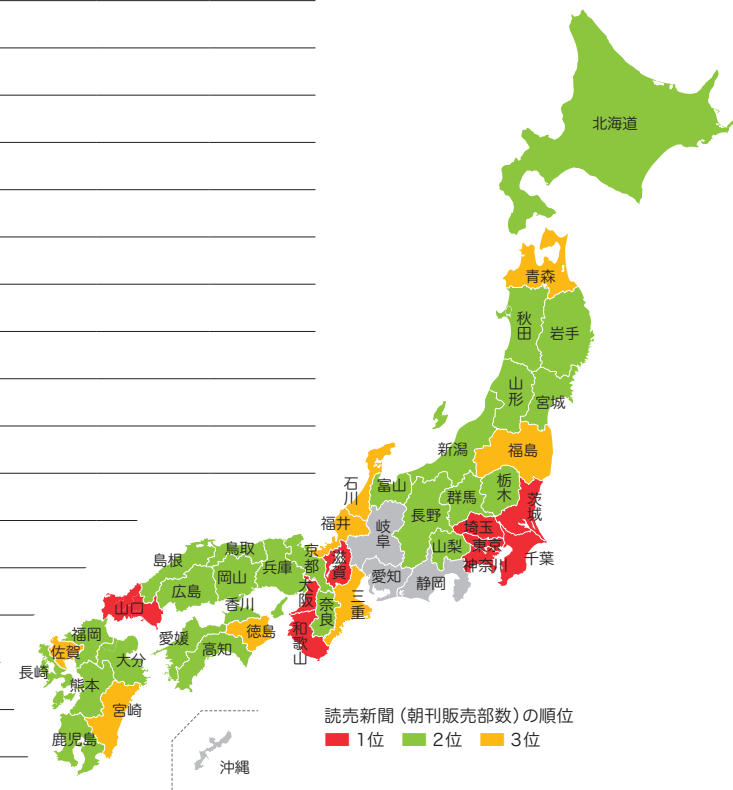 北海道
青森
秋田
岩手
山形
宮城
新潟
福島
石川
富山
栃木
群馬
茨城
福井
岐阜
長野
埼玉
東京
山梨
神奈川
千葉
島根
鳥取
京都
滋賀
兵庫
岡山
広島
愛知
静岡
山口
香川
大阪
奈良
三重
福岡
愛媛
徳島
和歌山
佐賀
大分
高知
長崎
熊本
宮崎
鹿児島
沖縄
読売新聞(朝刊販売部数)の順位
1位 2位 3位